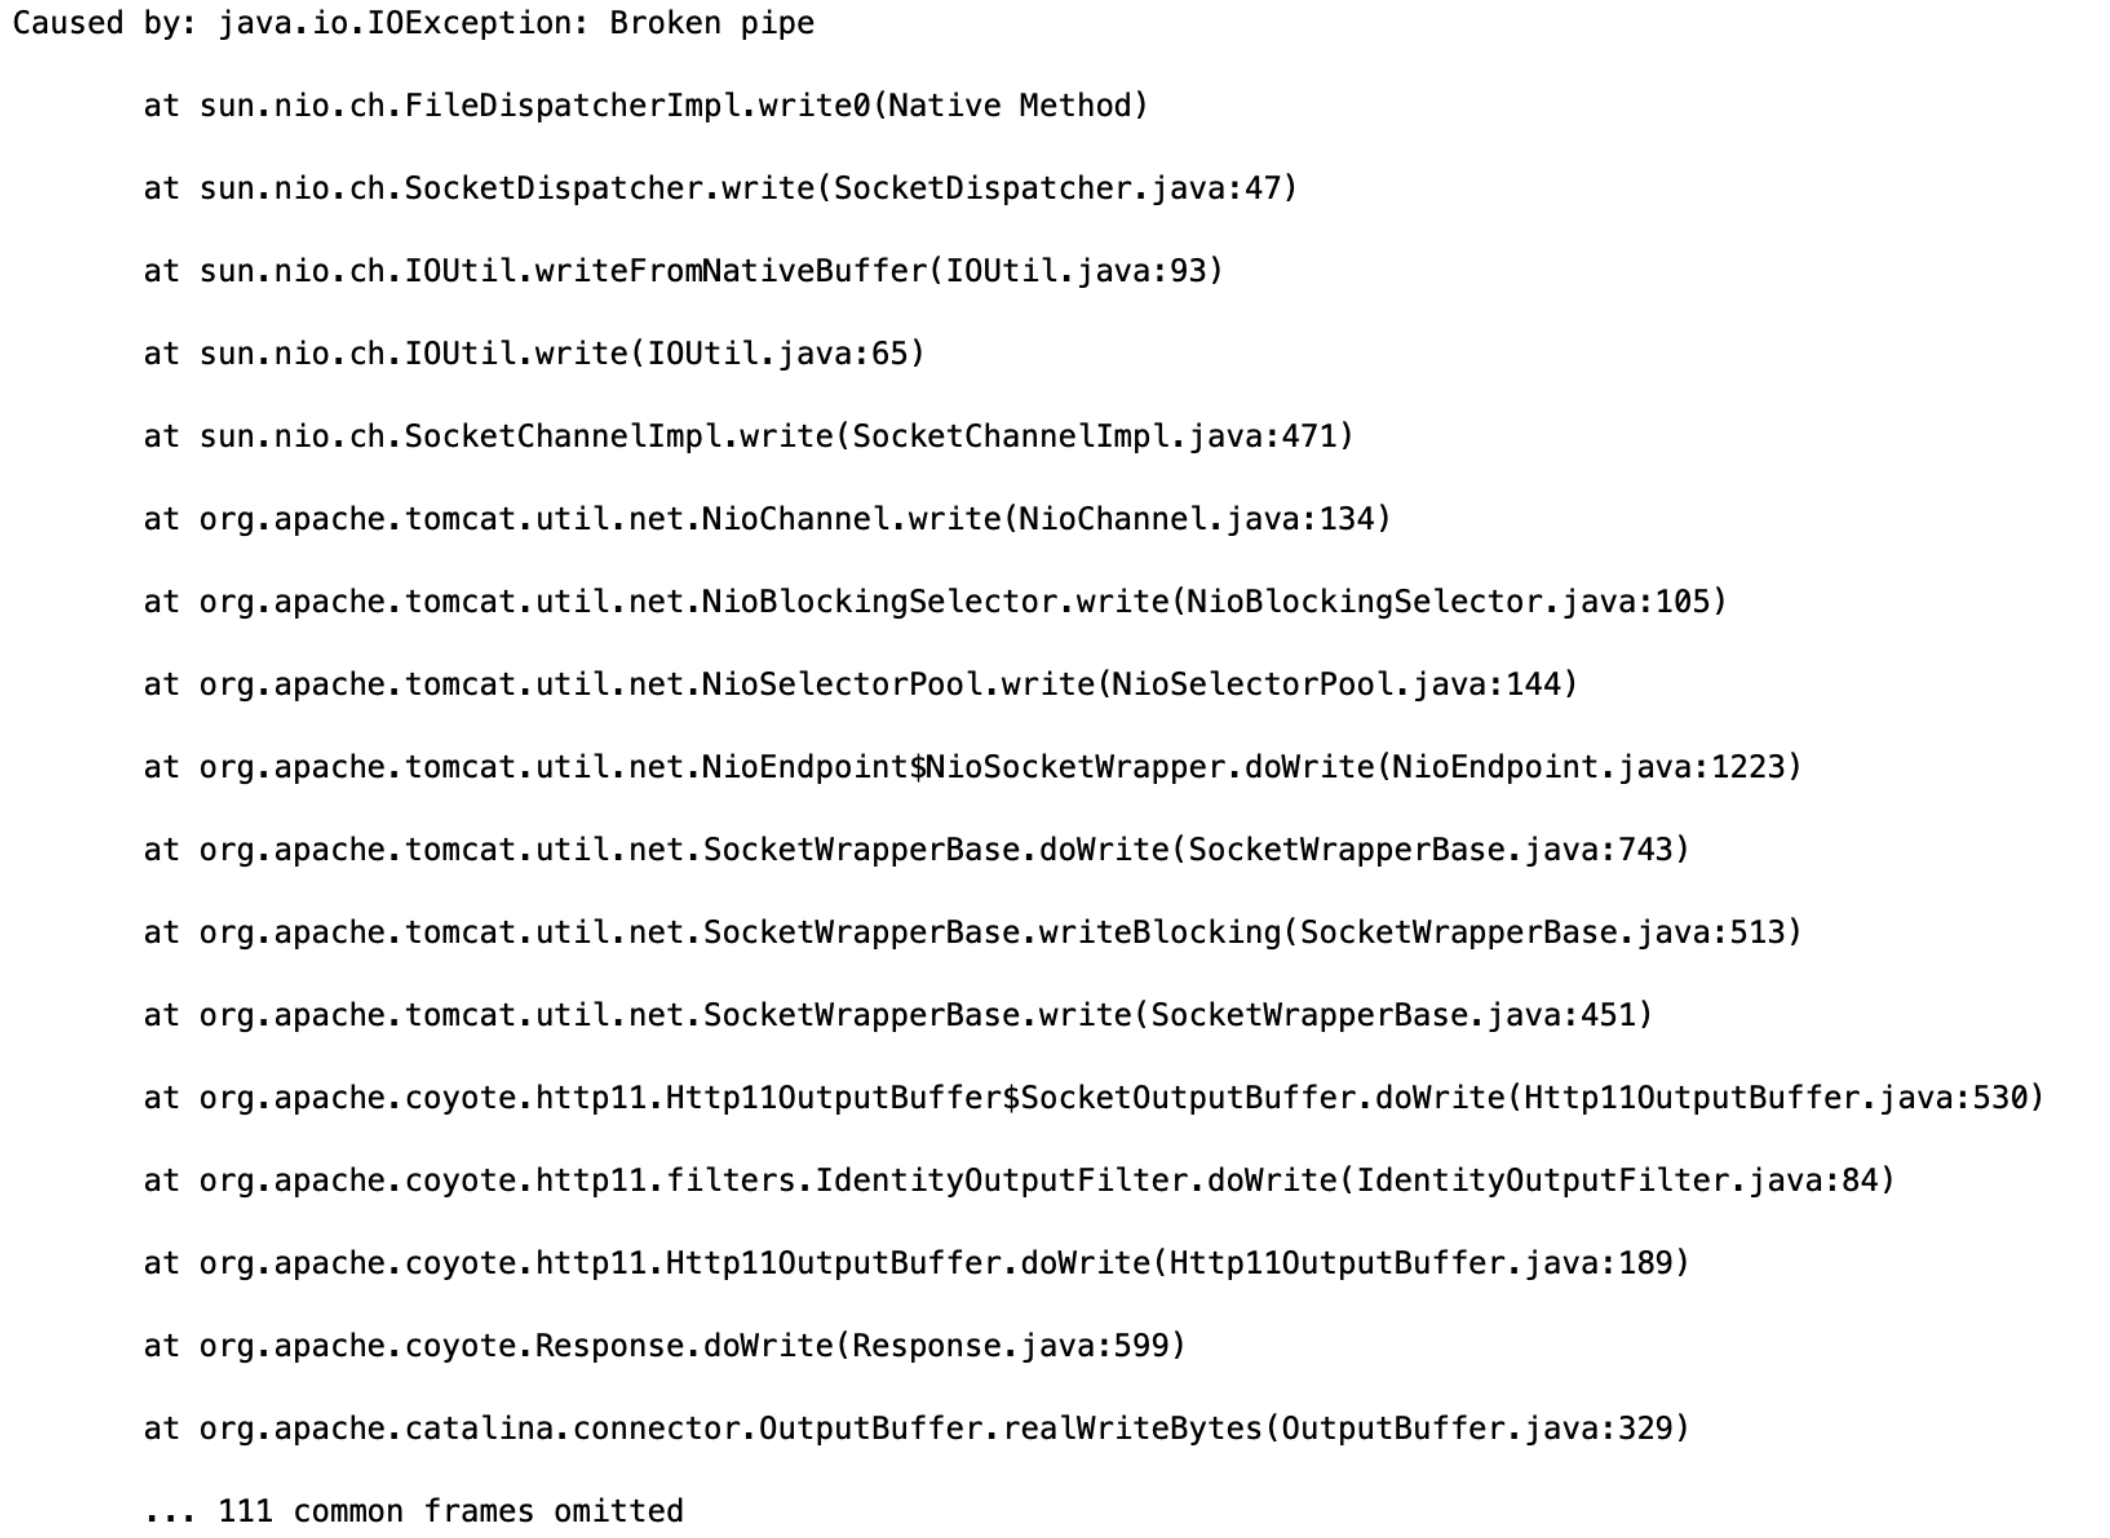 Caused by: java.io.IOException: Broken pipe
at sun.nio.ch.FileDispatcherImpl.write0(Native Method)
at sun.nio.ch.SocketDispatcher.write(SocketDispatcher.java:47)
at sun.nio.ch.IOUtil.writeFromNativeBuffer(IOUtil.java:93)
at sun.nio.ch.IOUtil.write(IOUtil.java:65)
at sun.nio.ch.SocketChannelImpl.write(SocketChannelImpl.java:471)
at org.apache.tomcat.util.net.NioChannel.write(NioChannel.java:134)
at org.apache.tomcat.util.net.NioBlockingSelector.write(NioBlockingSelector.java:105)
at org.apache.tomcat.util.net.NioSelectorPool.write(NioSelectorPool.java:144)
at org.apache.tomcat.util.net.NioEndpoint$NioSocketWrapper.doWrite(NioEndpoint.java:1223)
at org.apache.tomcat.util.net.SocketWrapperBase.doWrite(SocketWrapperBase.java:743)
at org.apache.tomcat.util.net.SocketWrapperBase.writeBlocking(SocketWrapperBase.java:513)
at org.apache.tomcat.util.net.SocketWrapperBase.write(SocketWrapperBase.java:451)
at org.apache.coyote.http11.Http11OutputBuffer$SocketOutputBuffer.doWrite(Http11OutputBuffer.java:530)
at org.apache.coyote.http11.filters.IdentityOutputFilter.doWrite(IdentityOutputFilter.java:84)
at org.apache.coyote.http11.Http11OutputBuffer.doWrite(Http11OutputBuffer.java:189)
at org.apache.coyote.Response.doWrite(Response.java:599)
at org.apache.catalina.connector.OutputBuffer.realWriteBytes(OutputBuffer.java:329)
... 111 common frames omitted